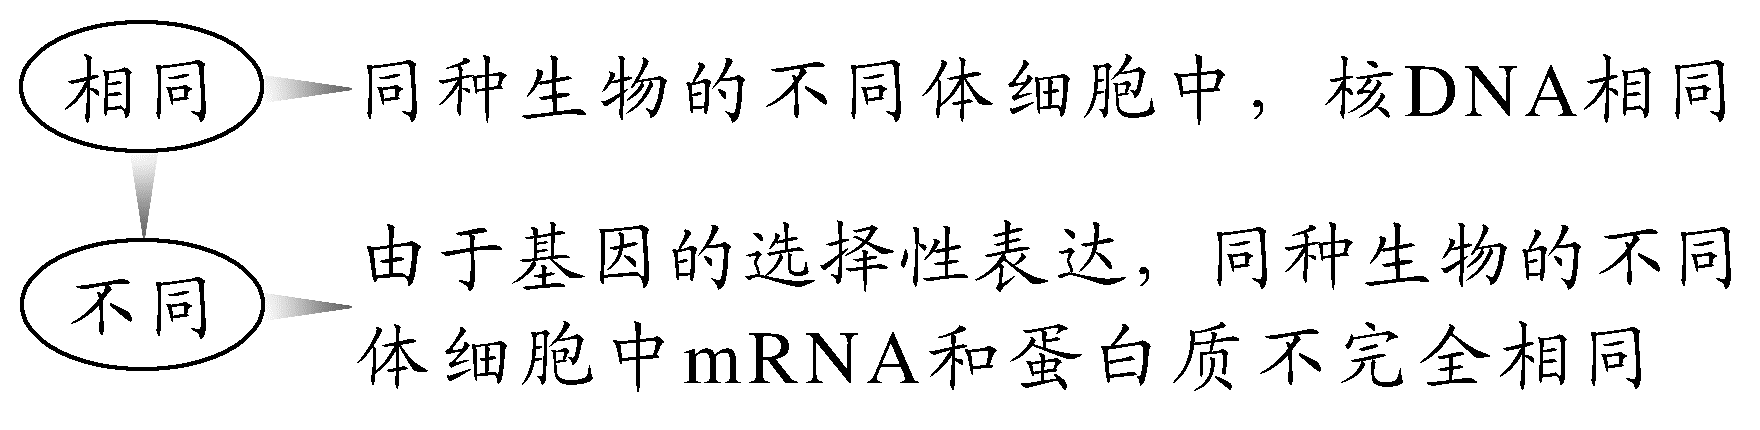 相同 同种生物的不同体细胞中，核DNA相同
不同 由于基因的选择性表达，同种生物的不同
体细胞中mRNA和蛋白质不完全相同